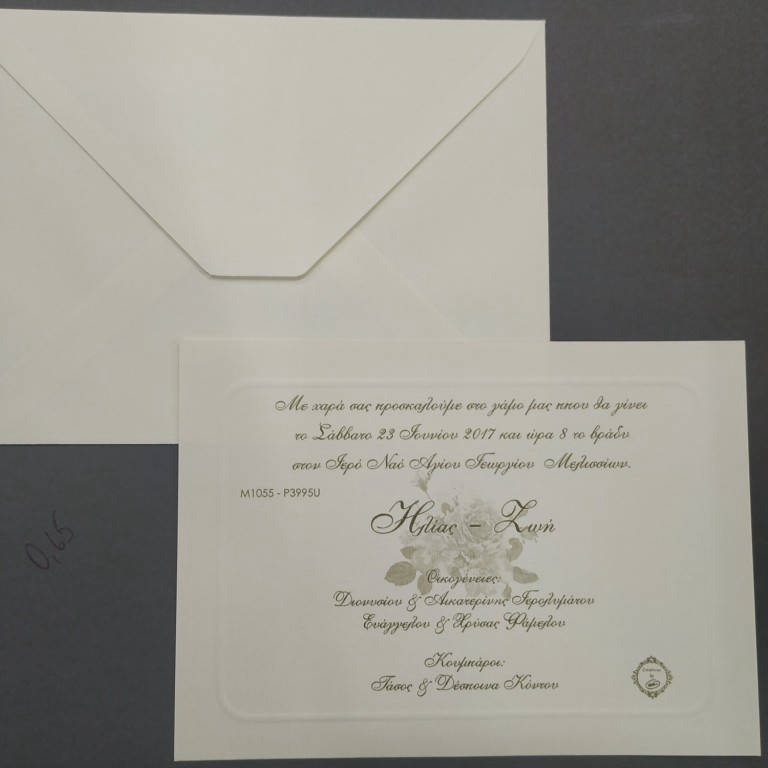 Με χαρά σας προσκαλούμε στο γάμο μας που θα γίνει
το Σάββατο 23 Ιουνίου 2017 και ώρα 8 το βράδυ
στον Ιερό Ναό Αγίου Γεωργίου Μελισσίων.
M1055 - P3995U
Ηλίας - Ζωή
0,65
Οικογένειες:
Διονυσίου & Αικατερίνης Γερολυμάτου
Ευάγγελου & Χρύσας Φάμελου
Κουμπάροι:
Τάσος & Δέσποινα Κόντου